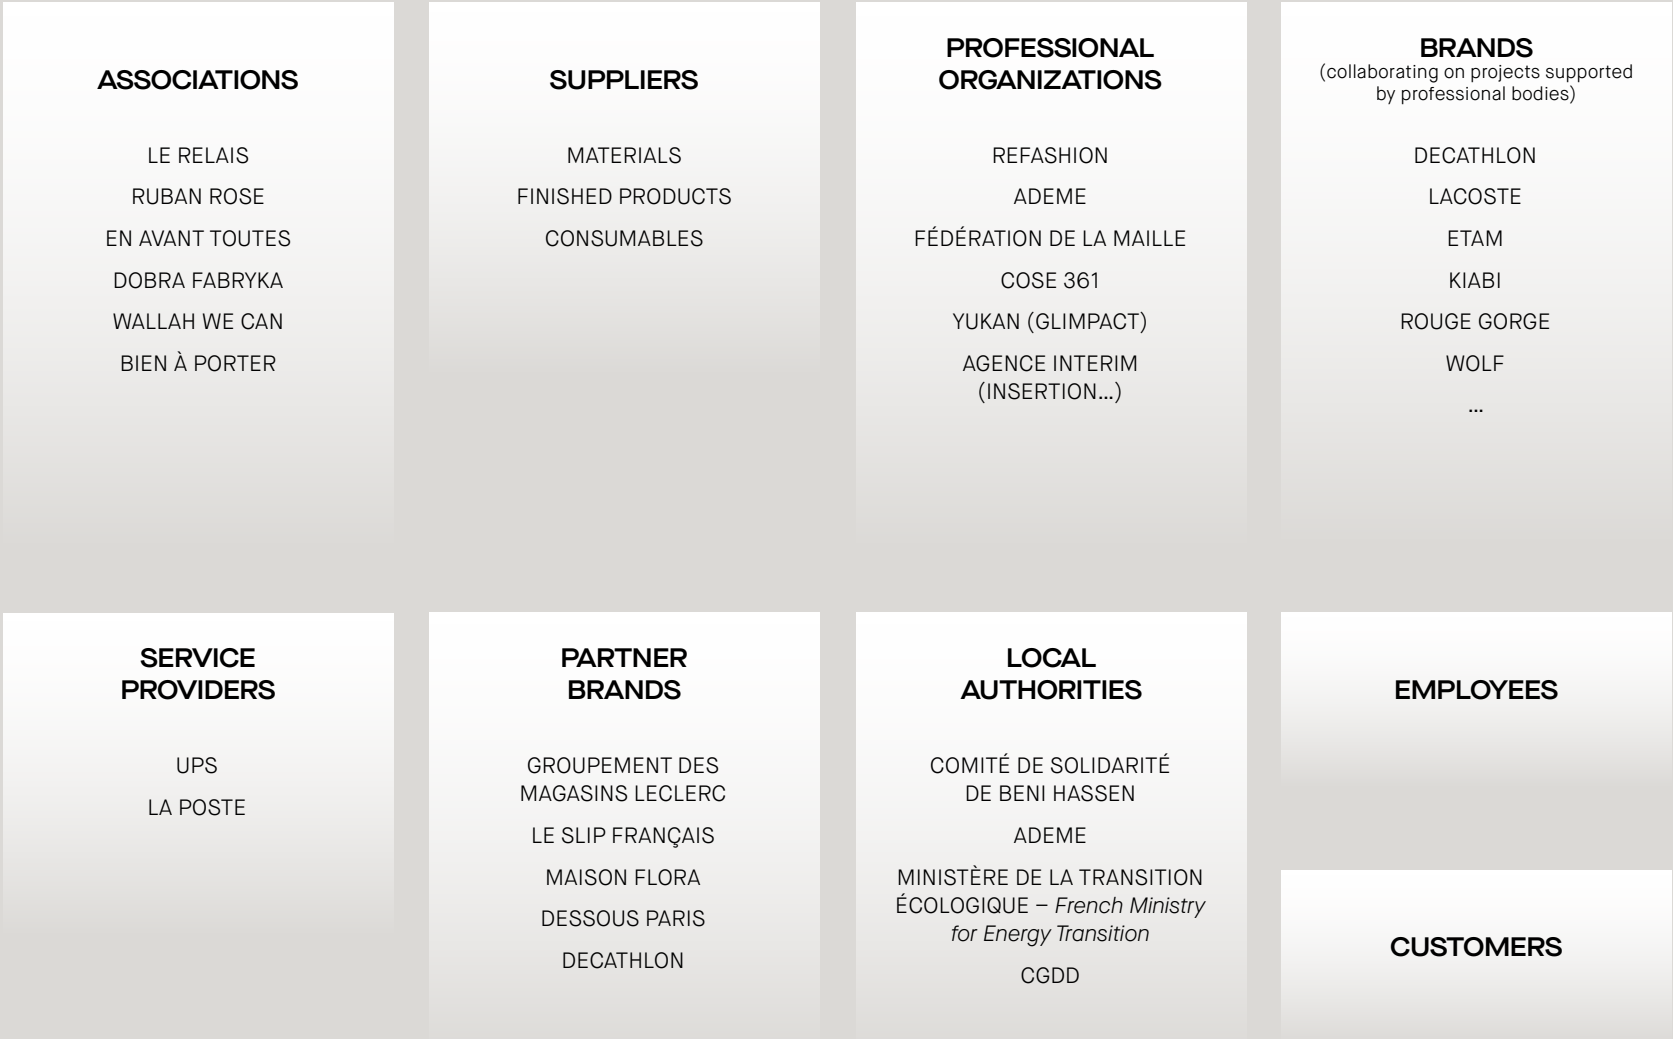 ASSOCIATIONS
LE RELAIS
RUBAN ROSE
EN AVANT TOUTES
DOBRA FABRYKA
WALLAH WE CAN
BIEN À PORTER
SUPPLIERS
MATERIALS
FINISHED PRODUCTS
CONSUMABLES
PROFESSIONAL
ORGANIZATIONS
REFASHION
ADEME
FÉDÉRATION DE LA MAILLE
COSE 361
YUKAN (GLIMPACT)
AGENCE INTERIM
(INSERTION...)
BRANDS
(collaborating on projects supported
by professional bodies)
DECATHLON
LACOSTE
ETAM
KIABI
ROUGE GORGE
WOLF
...
SERVICE
PROVIDERS
UPS
LA POSTE
PARTNER
BRANDS
GROUPEMENT DES
MAGASINS LECLERC
LE SLIP FRANÇAIS
MAISON FLORA
DESSOUS PARIS
DECATHLON
LOCAL
AUTHORITIES
COMITÉ DE SOLIDARITÉ
DE BENI HASSEN
ADEME
MINISTÈRE DE LA TRANSITION
ÉCOLOGIQUE – French Ministry
for Energy Transition
CGDD
EMPLOYEES
CUSTOMERS